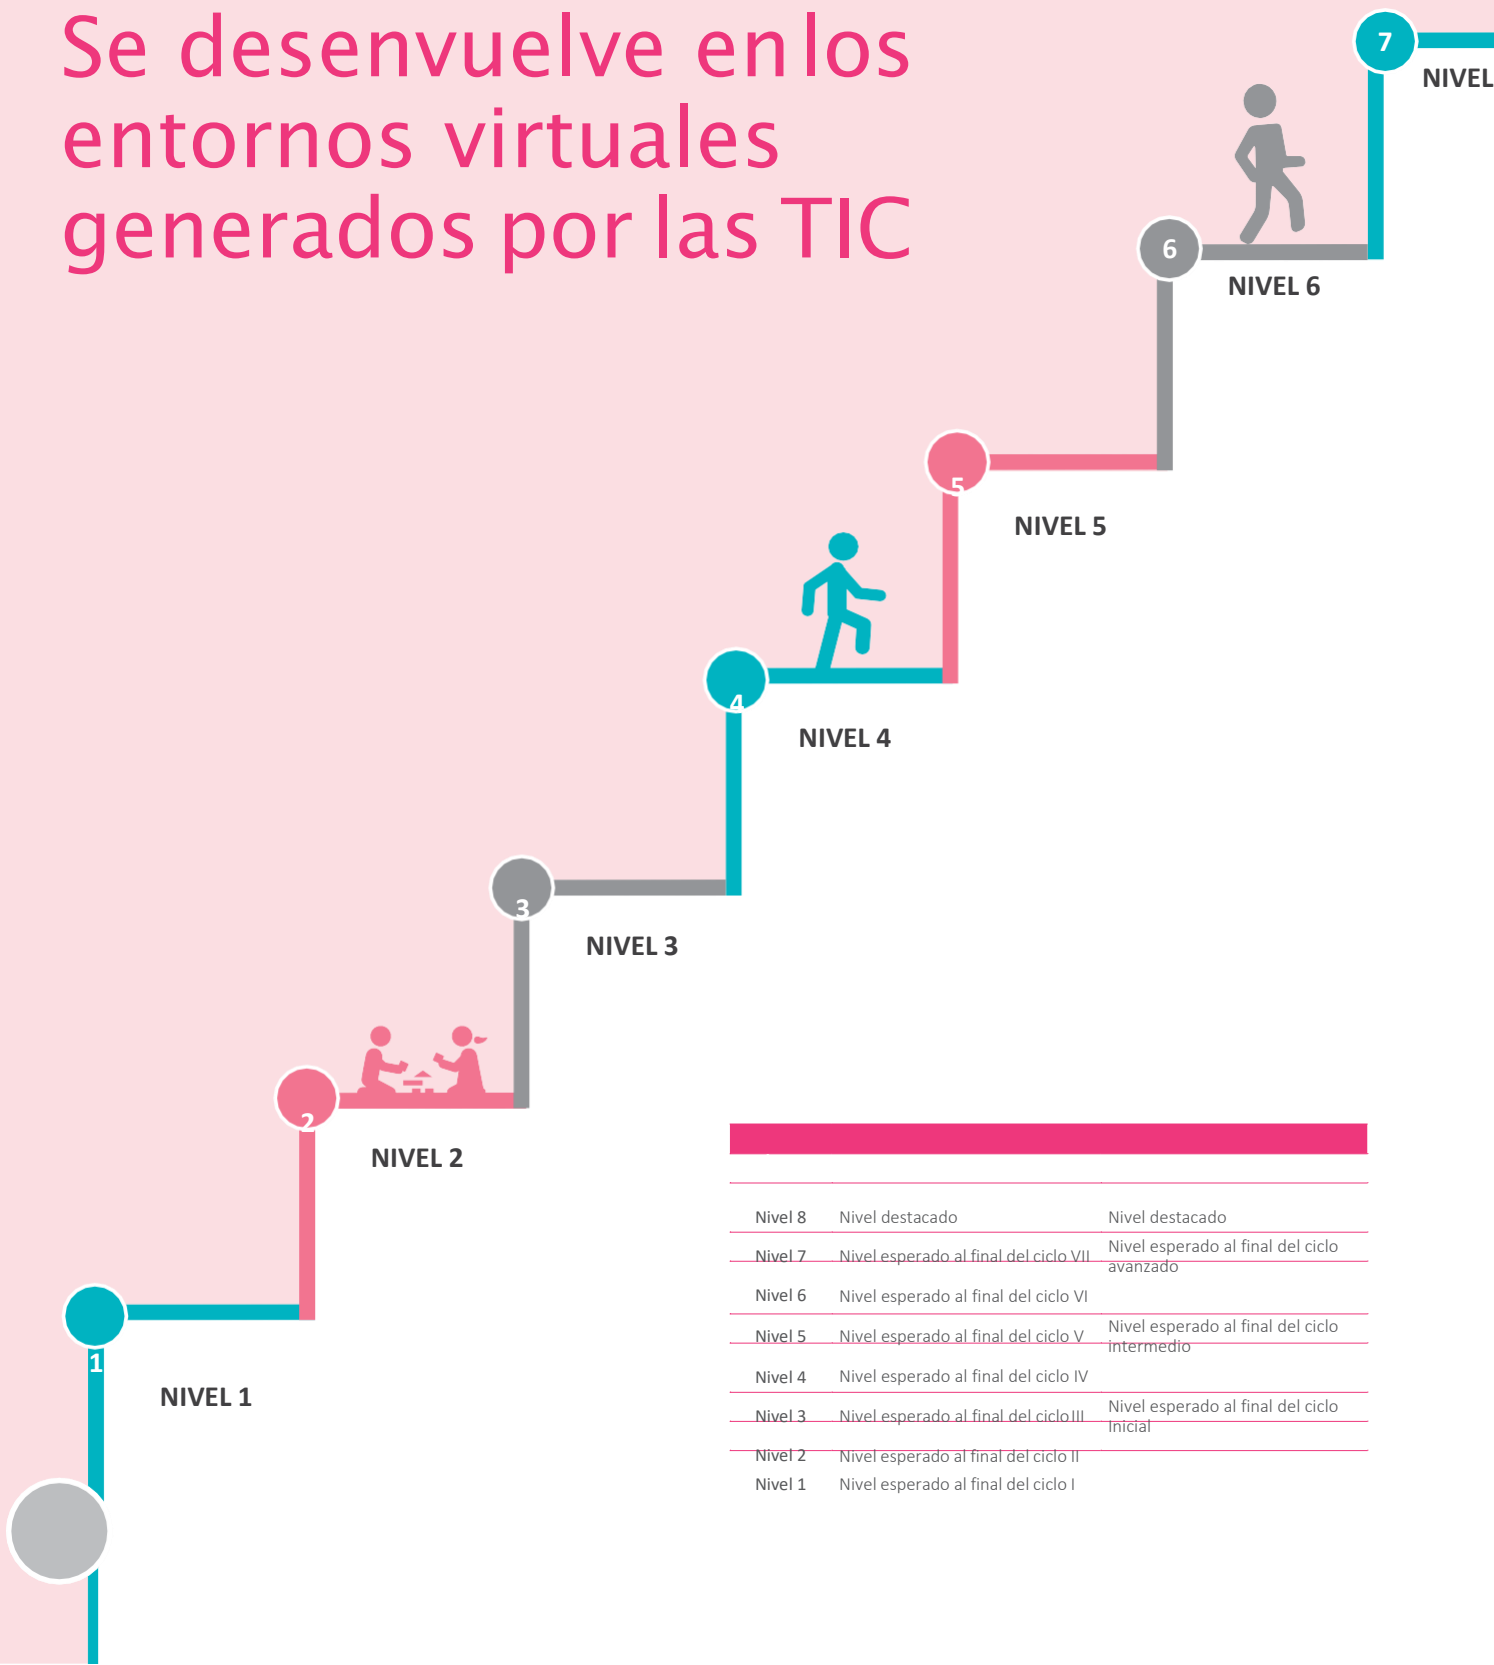 Se desenvuelve en los
entornos virtuales
generados por las TIC
7
NIVEL
6
NIVEL 6
5
NIVEL 5
4
NIVEL 4
3
NIVEL 3
2
NIVEL 2
1
NIVEL 1
Nivel 8 Nivel destacado Nivel destacado
Nivel 7 Nivel esperado al final del ciclo VII Nivel esperado al final del ciclo
avanzado
Nivel 6 Nivel esperado al final del ciclo VI
Nivel 5 Nivel esperado al final del ciclo V Nivel esperado al final del ciclo
intermedio
Nivel 4 Nivel esperado al final del ciclo IV
Nivel 3 Nivel esperado al final del ciclo III Nivel esperado al final del ciclo
Inicial
Nivel 2 Nivel esperado al final del ciclo II
Nivel 1 Nivel esperado al final del ciclo I